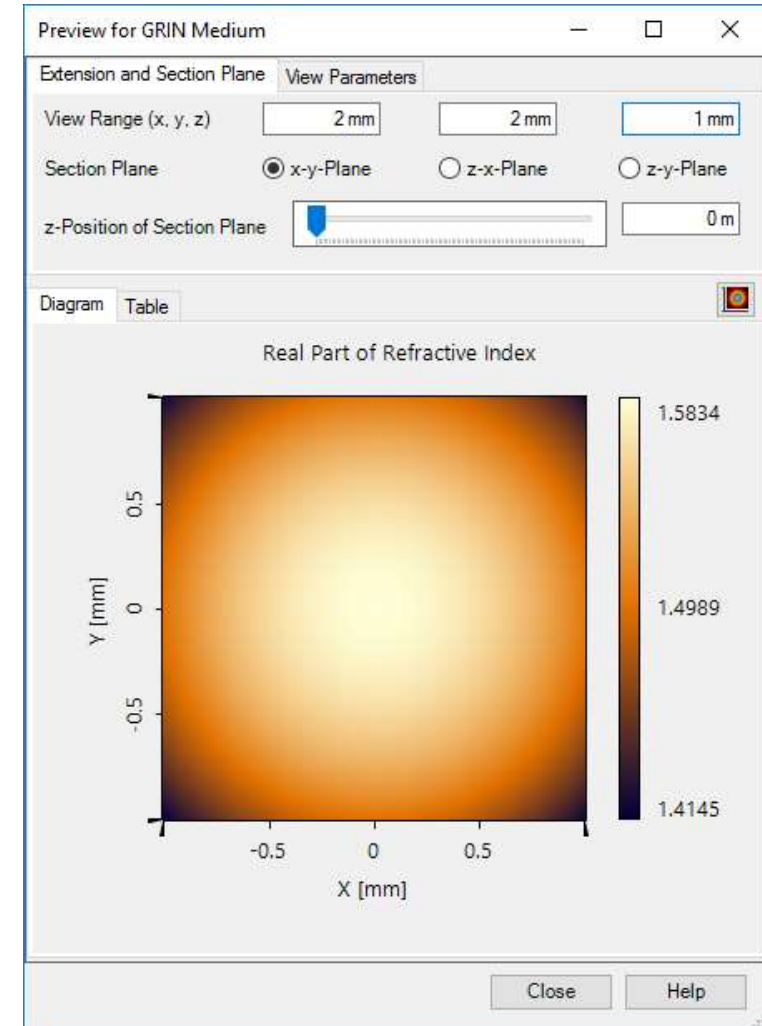 Preview for GRIN Medium
Extension and Section Plane View Parameters
View Range (x, y, z) 2 mm 2 mm 1 mm
Section Plane x-y-Plane z-x-Plane z-y-Plane
z-Position of Section Plane 0 m
Diagram Table
Real Part of Refractive Index
1.5834
0.5
Y [mm] 0 1.4989
-0.5
1.4145
-0.5 0 0.5
X [mm]
Close Help